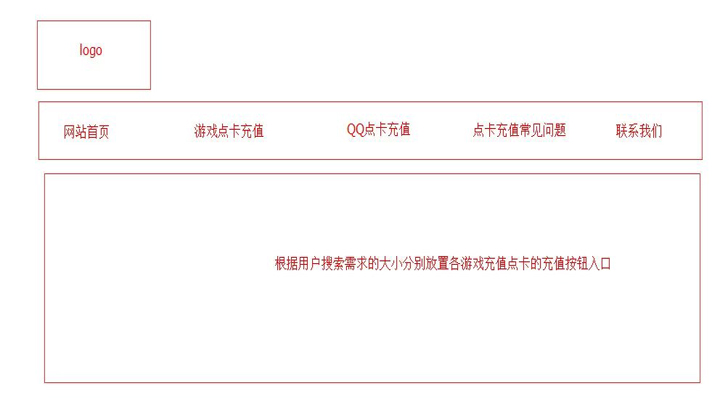 logo
网站首页 游戏点卡充值 QQ点卡充值 点卡充值常见问题 联系我们
根据用户搜索需求的大小分别放置各游戏充值点卡的充值按钮入口